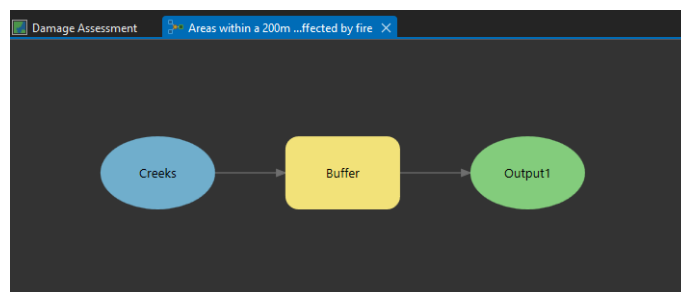 Damage Assessment
Areas within a 200m ...ffected by fire
Creeks
Buffer
Output1